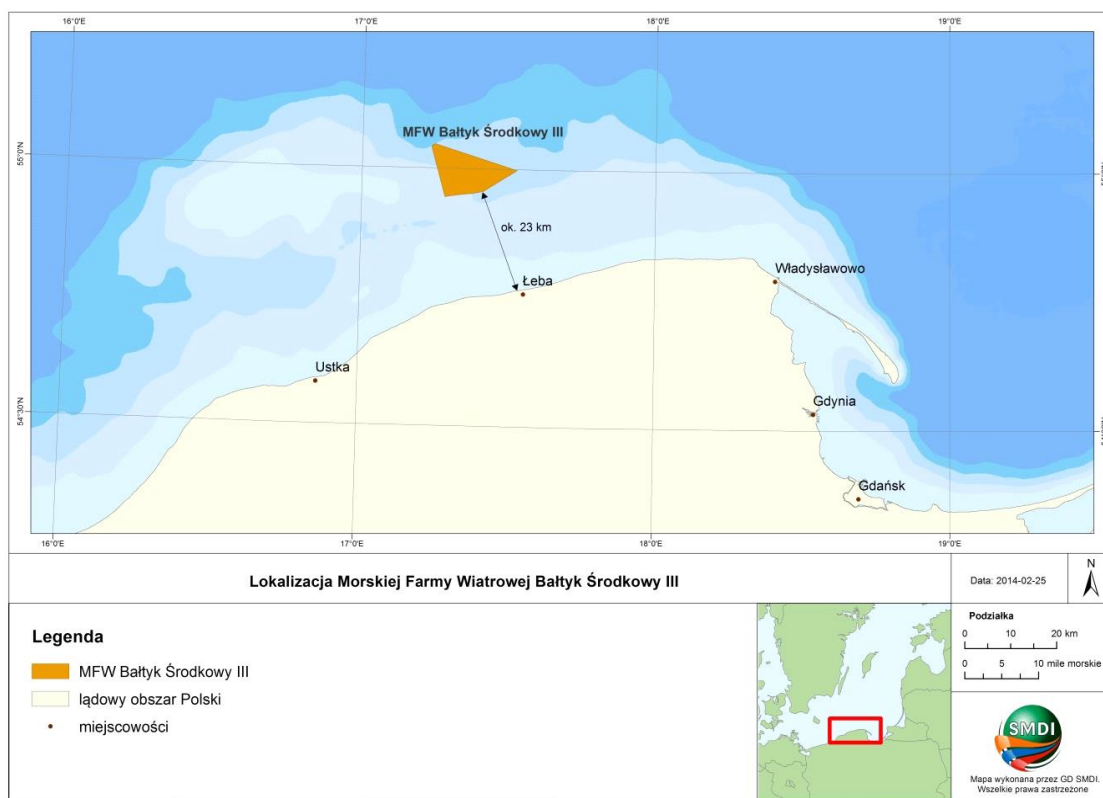 16°0'E
17°0'E
18°0'E
19°0'E
MFW Bałtyk Środkowy III
55°0'N
ok. 23 km
Władysławowo
Łeba
Ustka
54°30'N
Gdynia
Gdańsk
16°0'E
17°0'E
18°0'E
19°0'E
Lokalizacja Morskiej Farmy Wiatrowej Bałtyk Środkowy III
Data: 2014-02-25
N
Legenda
MFW Bałtyk Środkowy III
lądowy obszar Polski
miejscowości
Podziałka
0 10 20 km
0 5 10 mile morskie
SMDI
Mapa wykonana przez GD SMDI.
Wszelkie prawa zastrzeżone